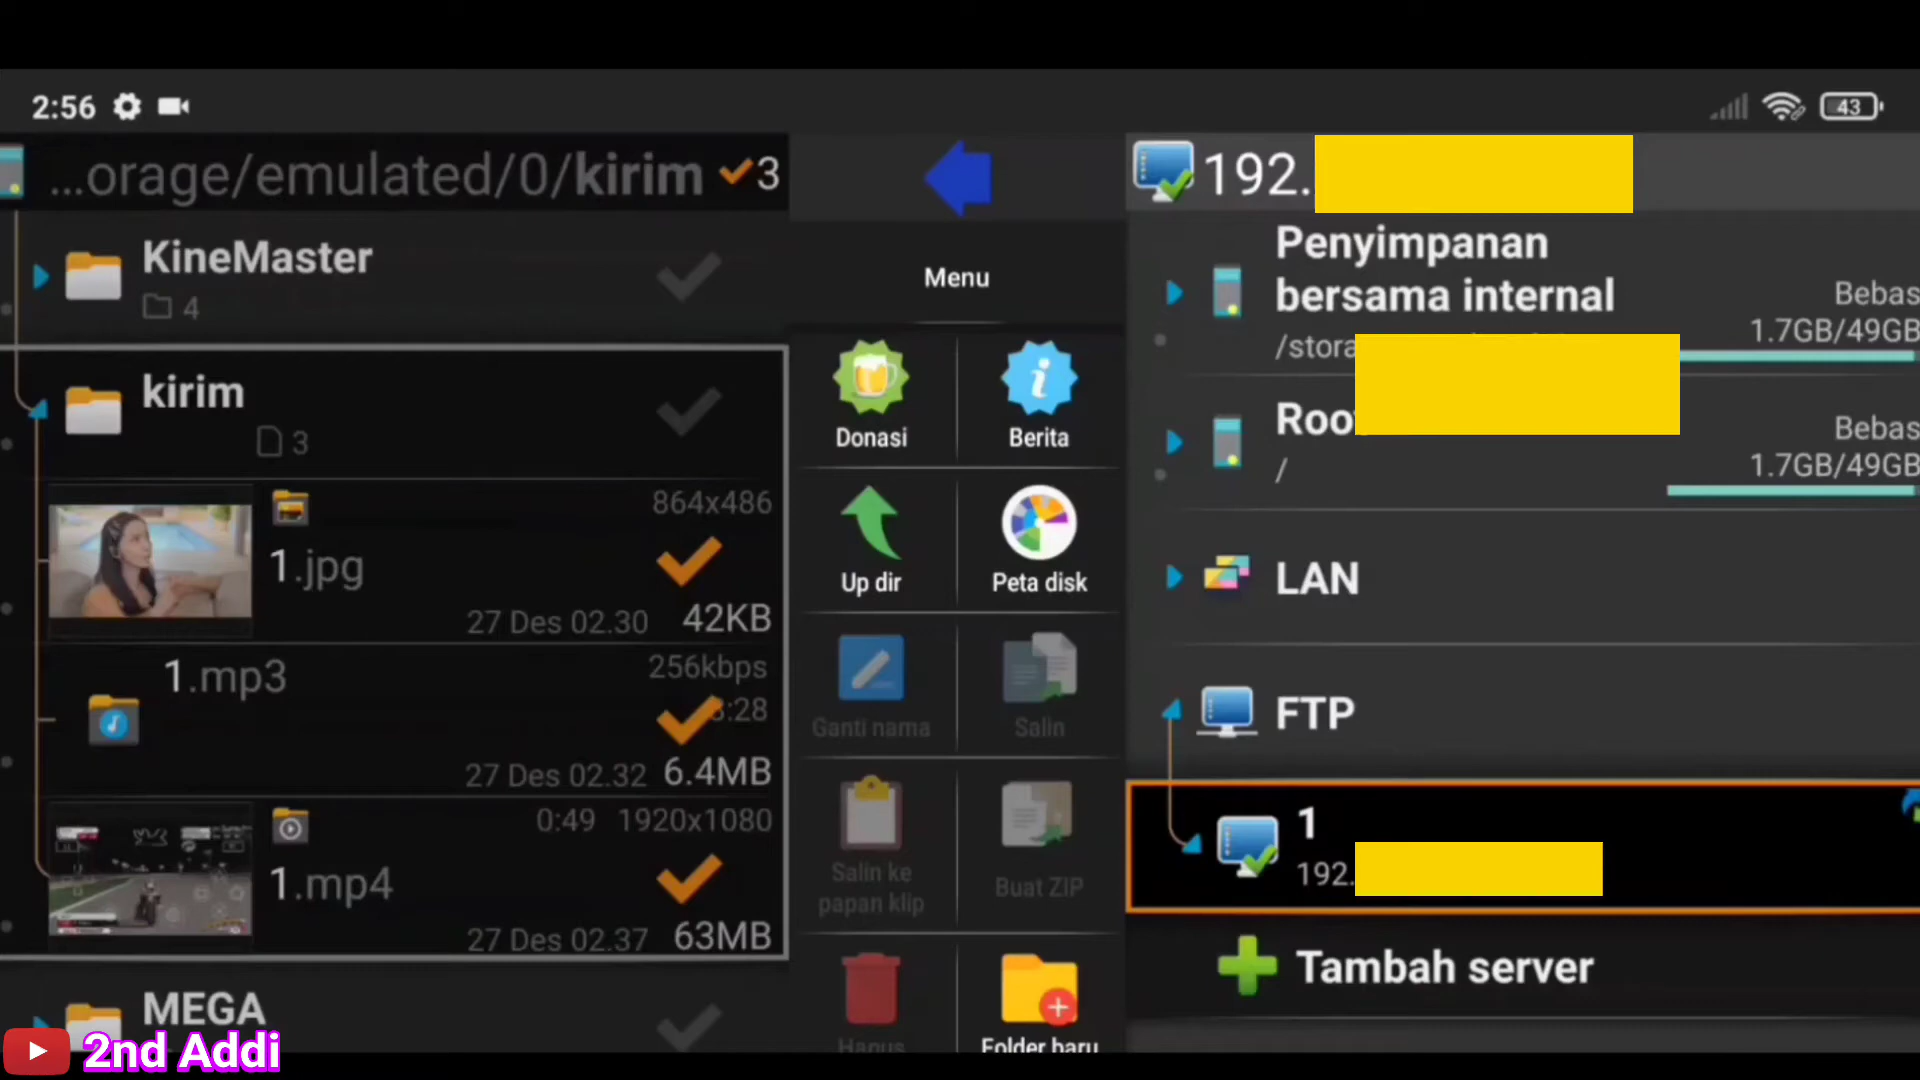 2:56
43
...orage/emulated/0/kirim 3
KineMaster
4
kirim
3
864x486
1.jpg
27 Des 02.30 42KB
1.mp3
256kbps
:28
27 Des 02.32 6.4MB
0:49 1920x1080
1.mp4
27 Des 02.37 63MB
MEGA
2nd Addi
Menu
Donasi
Berita
Up dir
Peta disk
Ganti nama
Salin
Salin ke
papan klip
Buat ZIP
Hapus
Folder baru
192.
Penyimpanan
bersama internal
Bebas
1.7GB/49GB
/stora
Roo
Bebas
1.7GB/49GB
/
LAN
FTP
1
192.
Tambah server